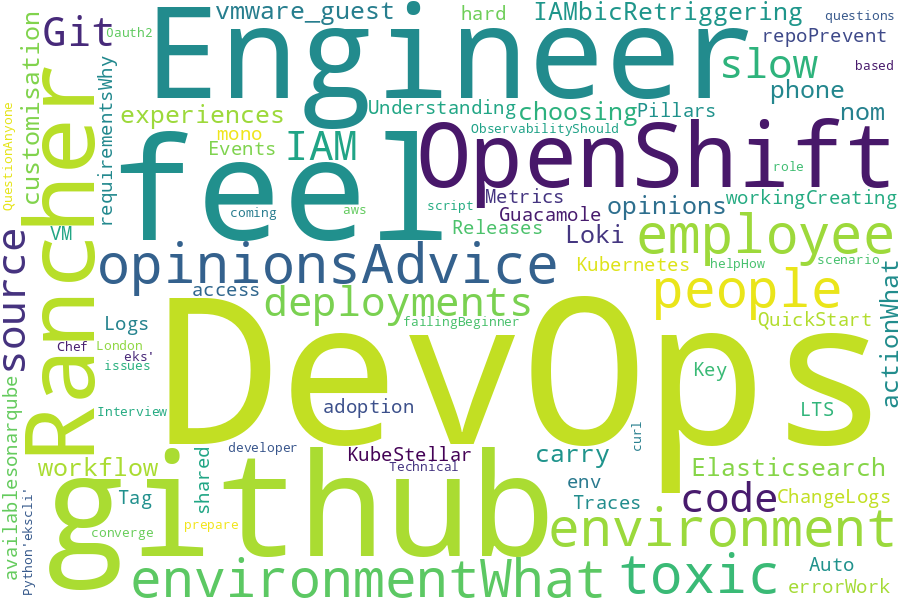 vmware_guest
hard
IAMbicRetriggering
questions
Git
Oauth2
Engineer
repoPrevent
based
slow
phone
customisation
experiences
Understanding
choosing
Pillars
nom
QuestionAnyone
requirementsWhy
mono
Events
IAM
ObservabilityShould
OpenShift
Rancher
feel
role
Metrics
workingCreating
coming
aws
script
Guacamole
opinions
VM
Releases
Loki
employee
source
opinionsAdvice
Kubernetes
helpHow
scenario
access
deployments
people
actionWhat
Logs
failingBeginner
QuickStart
Chef
London
eks'
issues
DevOps
Key
Interview
adoption
LTS
availablesonarqube
curl
developer
KubeStellar
Technical
carry
workflow
Elasticsearch
github
shared
env
code
ChangeLogs
Python'ekscli'
Tag
Traces
prepare
converge
environment
environmentWhat
toxic
Auto
errorWork